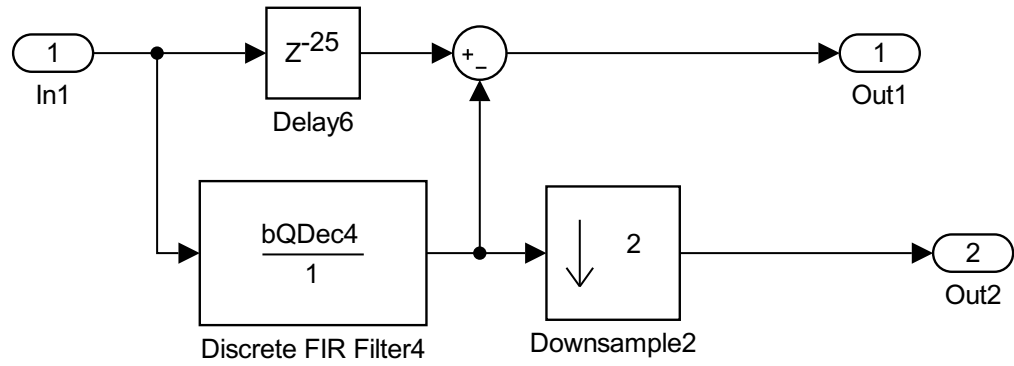 1
In1
Z-25
Delay6
+
−
1
Out1
bQDec4
1
Discrete FIR Filter4
2
Downsample2
2
Out2